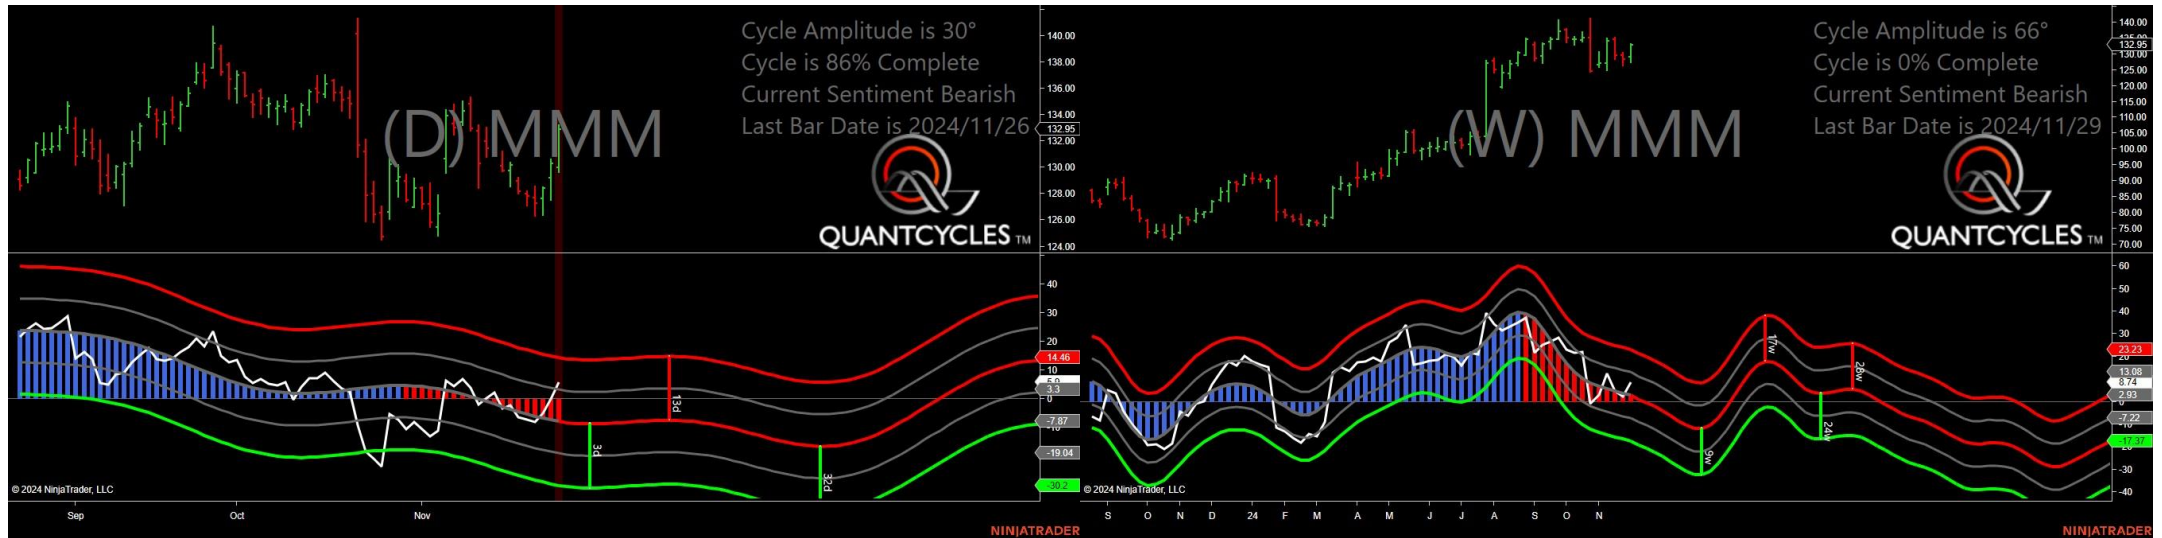 Cycle Amplitude is 30°
Cycle is 86% Complete
Current Sentiment Bearish
Last Bar Date is 2024/11/26
(D) MMM
QUANTCYCLES TM
140.00
138.00
136.00
134.00
132.95
132.00
130.00
128.00
126.00
124.00
40
30
20
14.46
10
3.3
0
-7.87
-19.04
-30.2
13d
3d
32d
© 2024 NinjaTrader, LLC
Sep
Oct
Nov
NINJATRADER
Cycle Amplitude is 66°
Cycle is 0% Complete
Current Sentiment Bearish
Last Bar Date is 2024/11/29
(W) MMM
QUANTCYCLES TM
140.00
132.95
130.00
125.00
120.00
115.00
110.00
105.00
100.00
95.00
90.00
85.00
80.00
75.00
70.00
60
50
40
30
23.23
13.08
8.74
2.93
-7.22
-17.37
-30
-40
17w
28w
24w
9w
© 2024 NinjaTrader, LLC
S
O
N
D
24
F
M
A
M
J
J
A
S
O
N
NINJATRADER